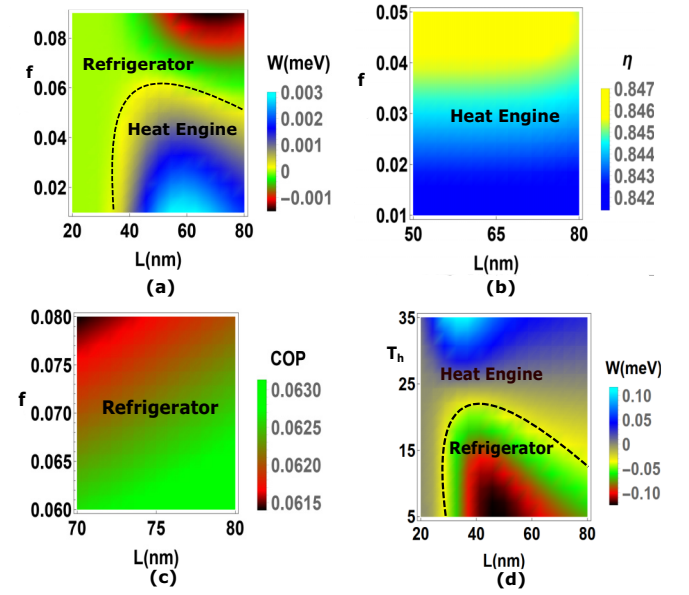 0.08
0.06
0.04
0.02
f
Refrigerator
Heat Engine
20 40 60 80
L(nm)
W(meV)
0.003
0.002
0.001
0
−0.001
(a)
0.05
0.04
0.03
0.02
0.01
f
Heat Engine
50 65 80
L(nm)
η
0.847
0.846
0.845
0.844
0.843
0.842
(b)
0.080
0.075
0.070
0.065
0.060
f
Refrigerator
70 75 80
L(nm)
COP
0.0630
0.0625
0.0620
0.0615
(c)
35
25
15
5
T_h
Heat Engine
Refrigerator
20 30 40 50 60 70 80
L(nm)
W(meV)
0.10
0.05
0
−0.05
−0.10
(d)